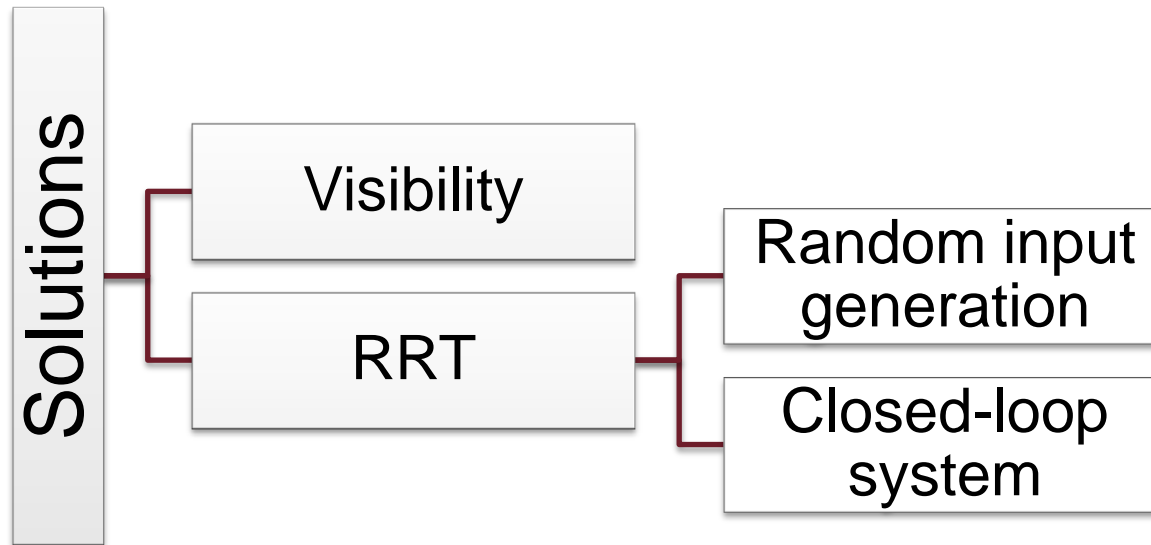 Solutions
Visibility
RRT
Random input
generation
Closed-loop
system